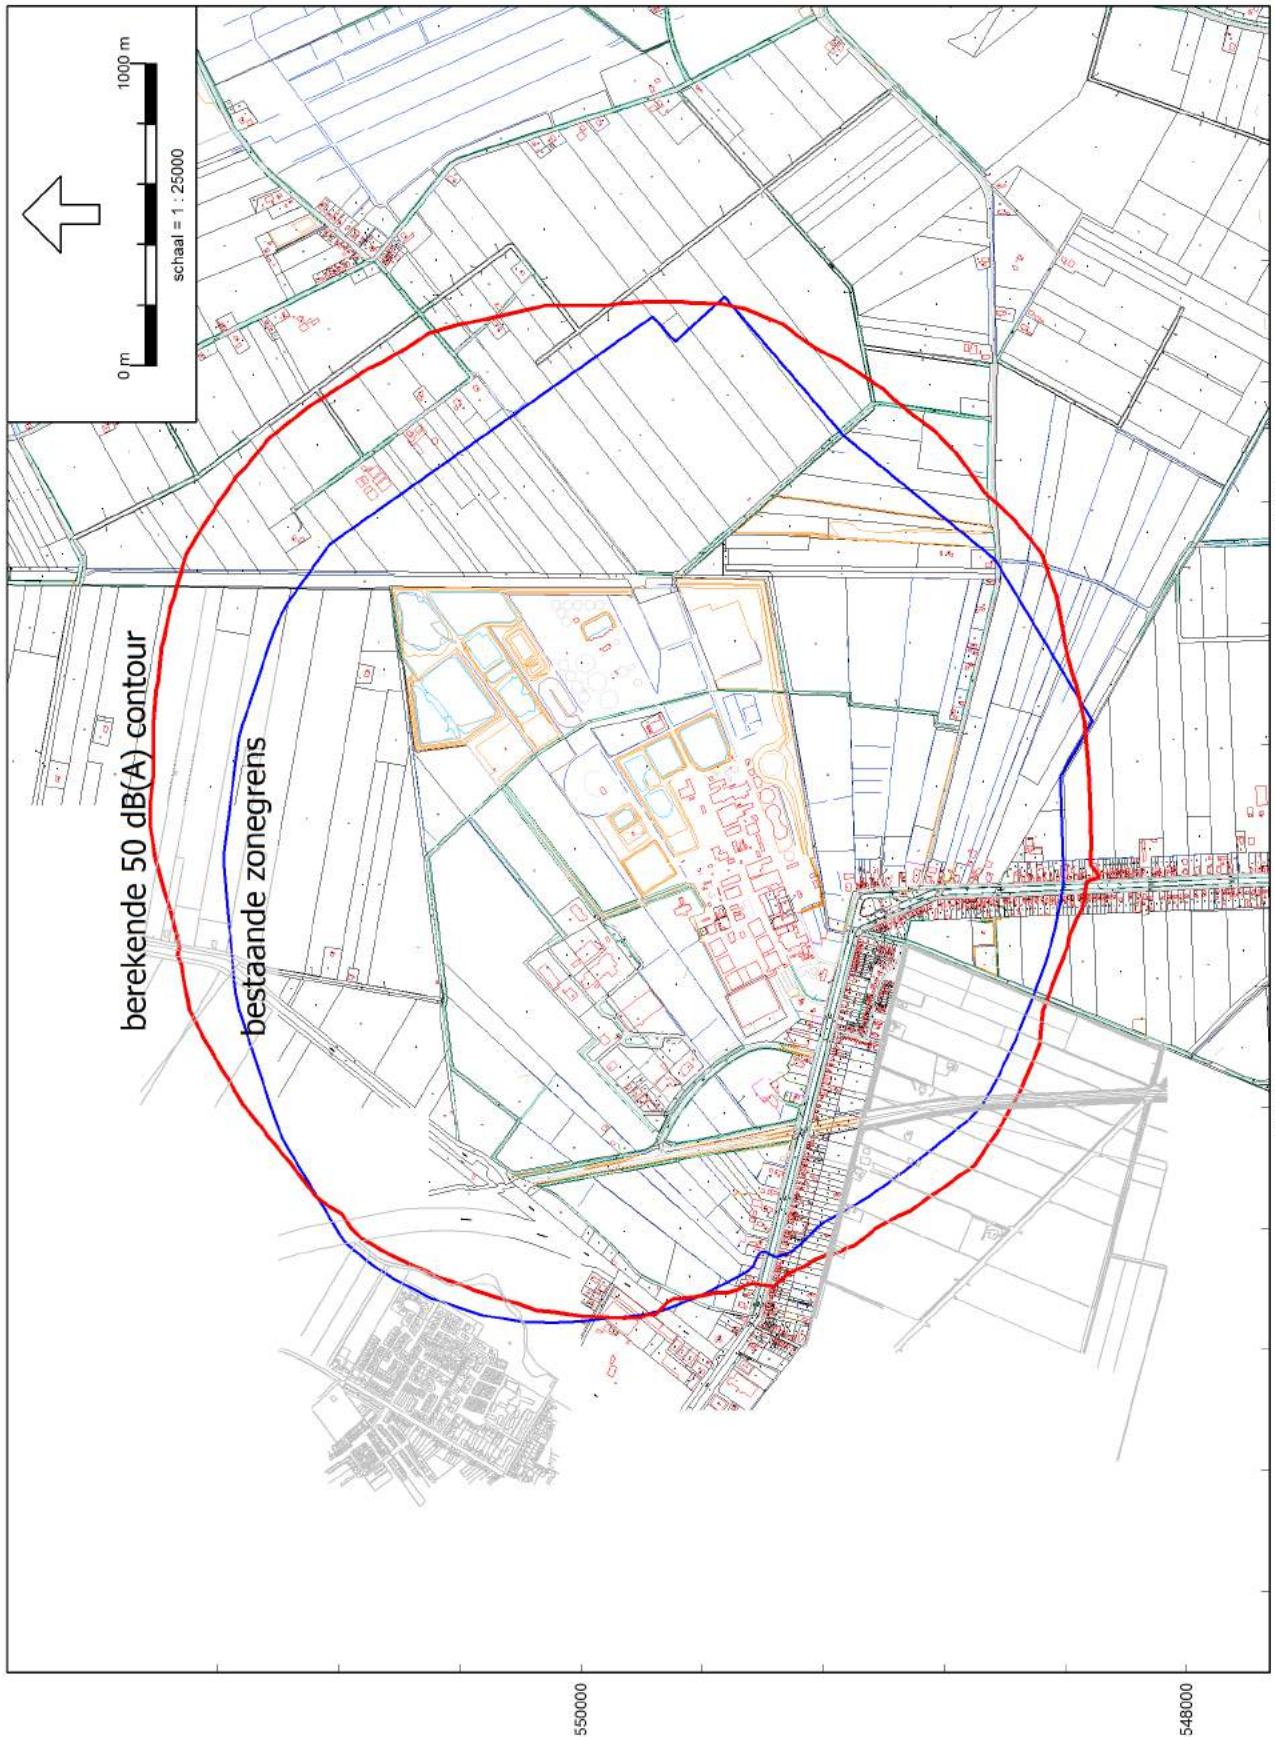 0 m
1000 m
schaal = 1 : 25000
berekende 50 dB(A) contour
bestaande zonegrens
550000
548000